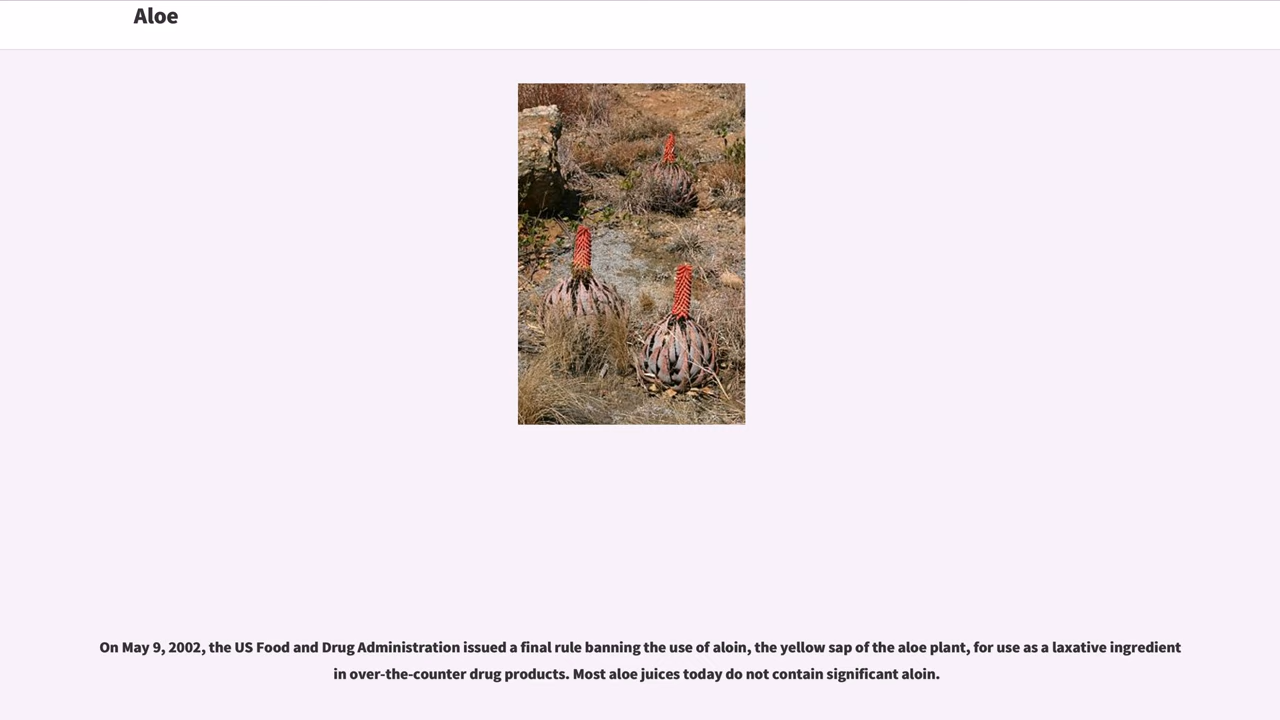 Aloe
On May 9, 2002, the US Food and Drug Administration issued a final rule banning the use of aloin, the yellow sap of the aloe plant, for use as a laxative ingredient
in over-the-counter drug products. Most aloe juices today do not contain significant aloin.